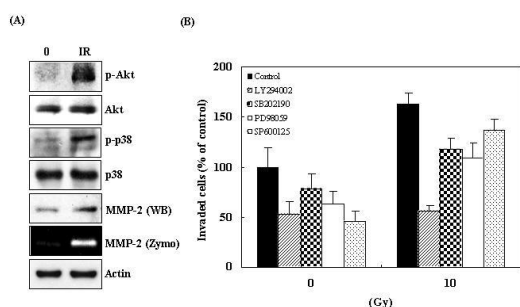 (A)
0 IR
p-Akt
Akt
p-p38
p38
MMP-2 (WB)
MMP-2 (Zymo)
Actin
(B)
Invaded cells (% of control)
200
150
100
50
0
Control
LY294002
SB202190
PD98059
SP600125
0 10
(Gy)